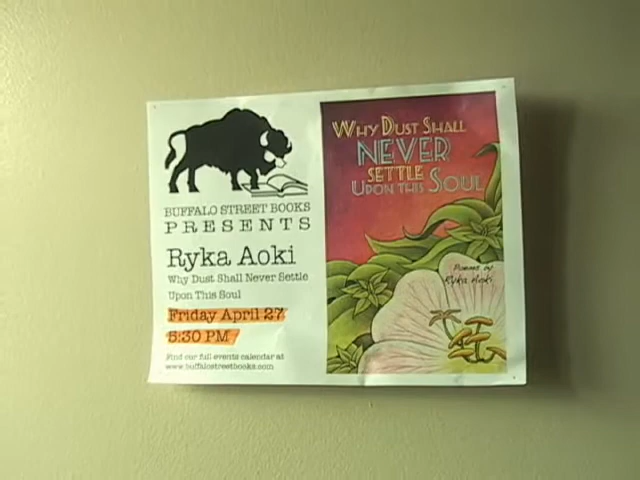 BUFFALO STREET BOOKS
PRESENTS
Ryka Aoki
Why Dust Shall Never Settle
Upon This Soul
Friday April 27
5:30 PM
Find our full events calendar at
www.buffalostreetbooks.com
WHY DUST SHALL
NEVER
SETTLE
UPON THIS SOUL
Poems by
Ryka Aoki